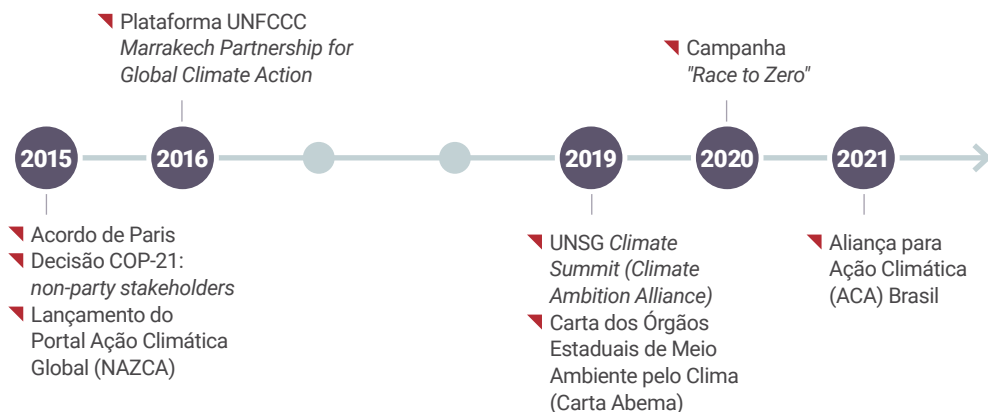 Plataforma UNFCCC
Marrakech Partnership for
Global Climate Action
Campanha
"Race to Zero"
2015
2016
2019
2020
2021
Acordo de Paris
Decisão COP-21:
non-party stakeholders
Lançamento do
Portal Ação Climática
Global (NAZCA)
UNSG Climate
Summit (Climate
Ambition Alliance)
Carta dos Órgãos
Estaduais de Meio
Ambiente pelo Clima
(Carta Abema)
Aliança para
Ação Climática
(ACA) Brasil